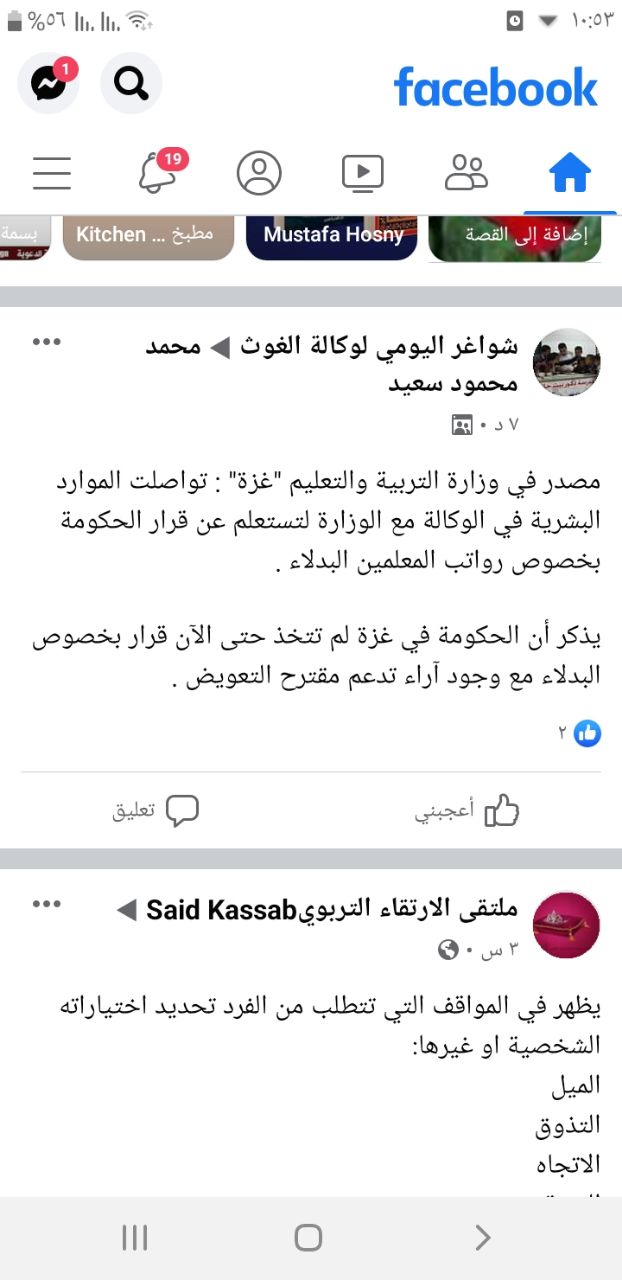 %٥٦ ١٠:٥٣
1
facebook
19
إضافة إلى القصة
Mustafa Hosny
Kitchen ... مطبخ
بسمة
شواغر اليومي لوكالة الغوث ◀ محمد
محمود سعيد
٧ د •
مصدر في وزارة التربية والتعليم "غزة" : تواصلت الموارد
البشرية في الوكالة مع الوزارة لتستعلم عن قرار الحكومة
بخصوص رواتب المعلمين البدلاء .
يذكر أن الحكومة في غزة لم تتخذ حتى الآن قرار بخصوص
البدلاء مع وجود آراء تدعم مقترح التعويض .
٢
أعجبني
تعليق
ملتقى الارتقاء التربويSaid Kassab ◀
٣ س •
يظهر في المواقف التي تتطلب من الفرد تحديد اختياراته
الشخصية او غيرها:
الميل
التذوق
الاتجاه